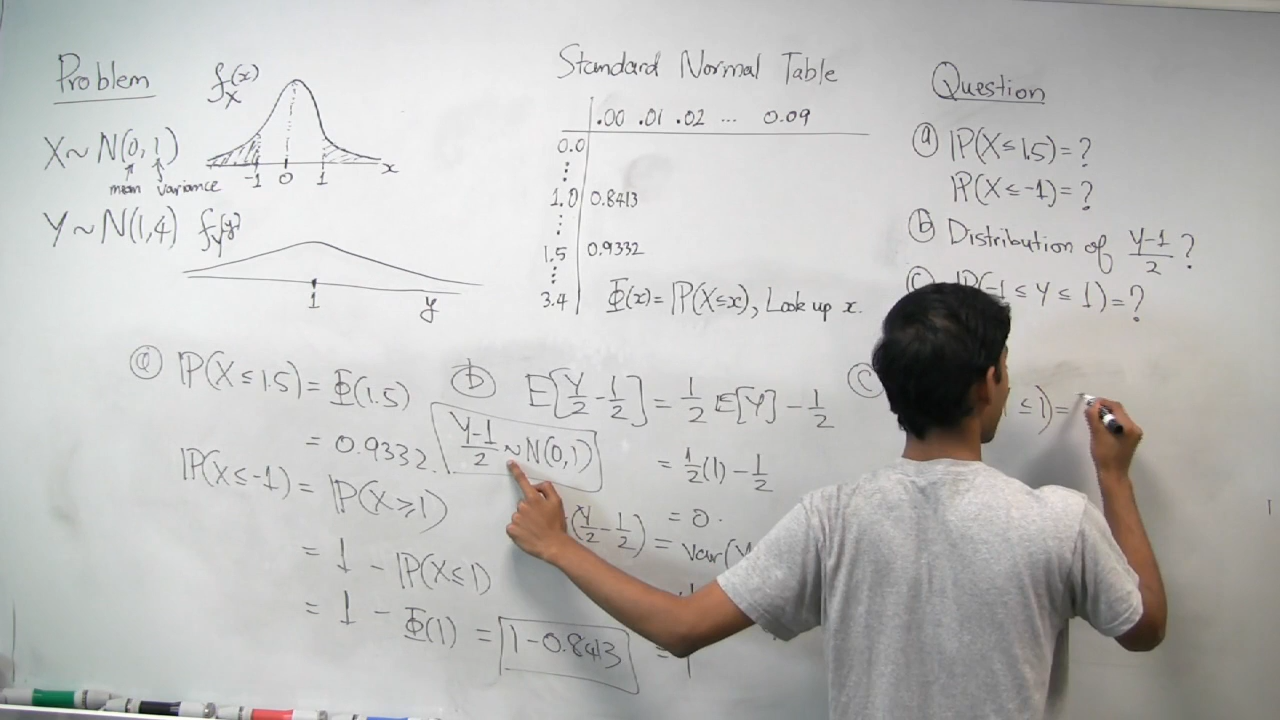 Problem
f_X(x)
X ~ N(0, 1)
mean variance
-1 0 1 x
Y ~ N(1,4) f_Y(y)
1 y
Standard Normal Table
.00 .01 .02 ... 0.09
0.0
⋮
1.0 0.8413
⋮
1.5 0.9332
⋮
3.4 Φ(x) = P(X≤x), Look up x.
Question
ⓐ P(X≤1.5) = ?
P(X≤-1) = ?
ⓑ Distribution of (Y-1)/2 ?
ⓒ P(-1 ≤ Y ≤ 1) = ?
ⓐ P(X≤1.5) = Φ(1.5)
= 0.9332.
P(X≤-1) = P(X≥1)
= 1 - P(X≤1)
= 1 - Φ(1) = 1-0.8413
ⓑ E[Y/2 - 1/2] = 1/2 E[Y] - 1/2
= 1/2(1) - 1/2
= 0.
(Y-1)/2 ~ N(0,1)
(Y/2 - 1/2) = var(Y
= 1
ⓒ ≤ 1) =